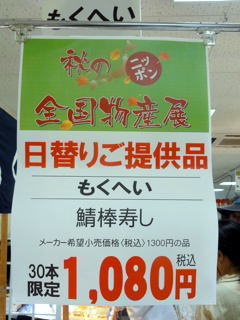 もくへい
秋の
ニッポン
全国物産展
日替りご提供品
もくへい
鯖棒寿し
メーカー希望小売価格〈税込〉1300円の品
30本
限定
1,080円
税込